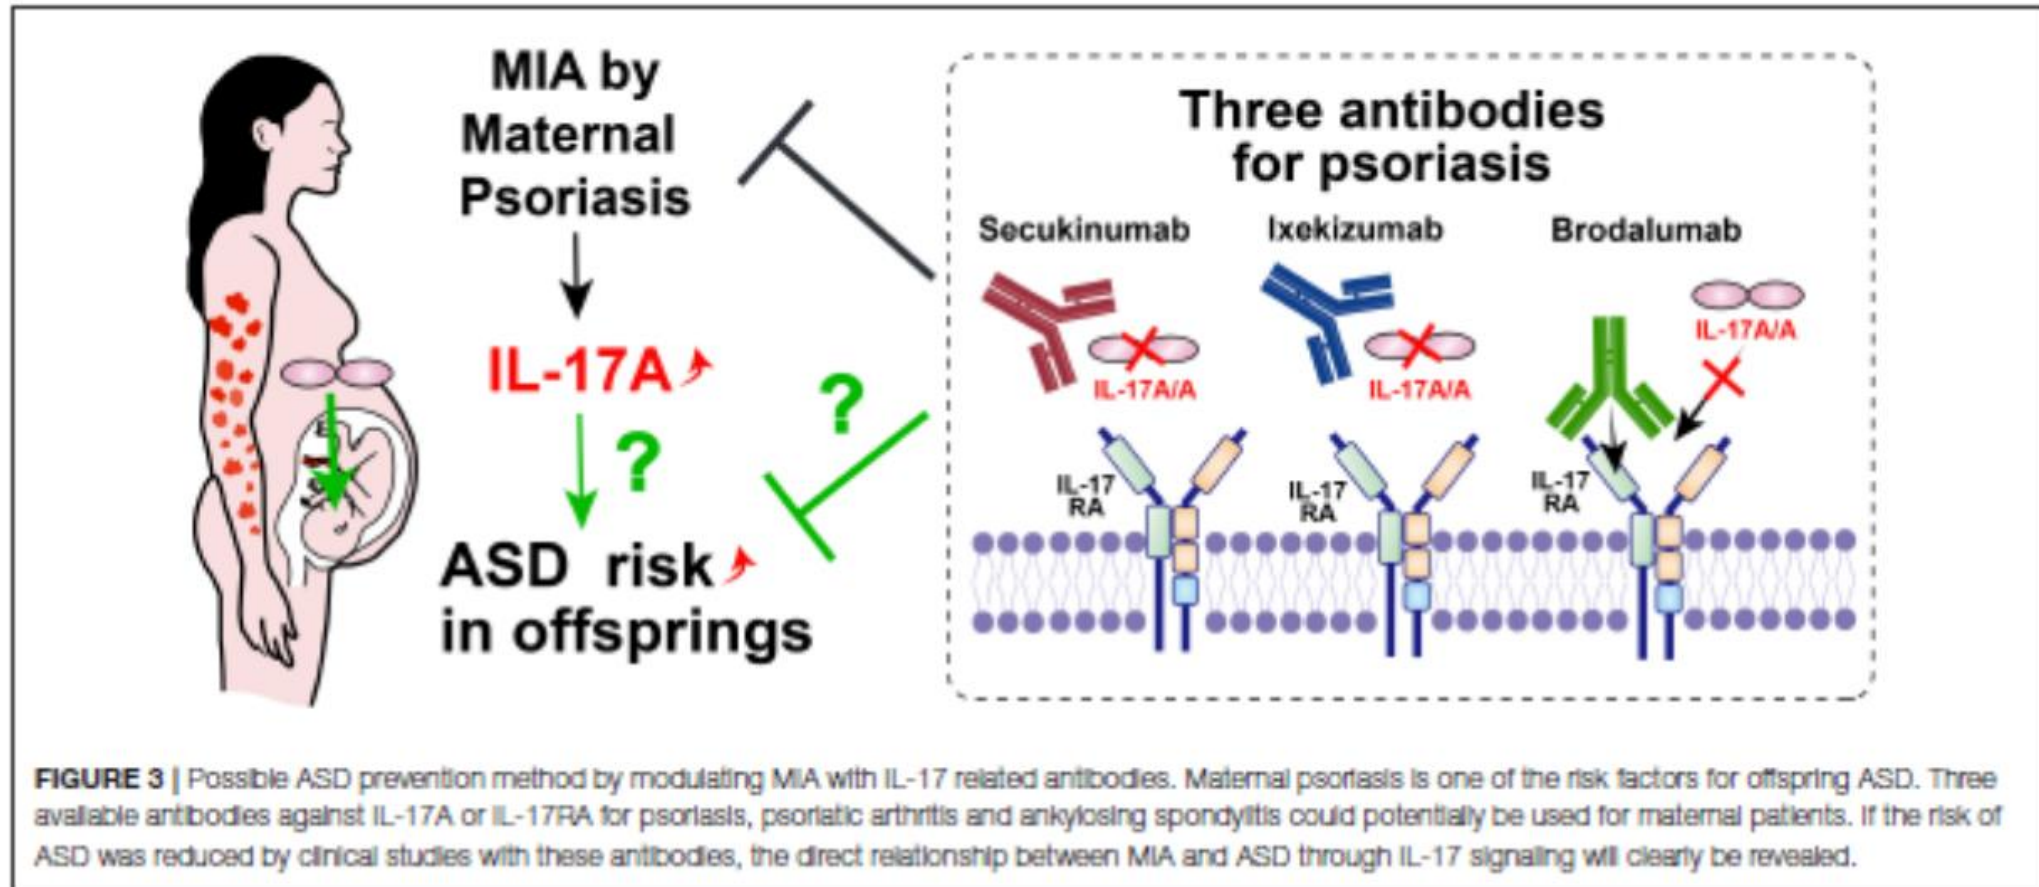 MIA by
Maternal
Psoriasis
IL-17A
?
ASD risk
in offsprings
?
Three antibodies
for psoriasis
Secukinumab
Ixekizumab
Brodalumab
IL-17A/A
IL-17A/A
IL-17A/A
IL-17
RA
IL-17
RA
IL-17
RA
FIGURE 3 | Possible ASD prevention method by modulating MIA with IL-17 related antibodies. Maternal psoriasis is one of the risk factors for offspring ASD. Three
available antibodies against IL-17A or IL-17RA for psoriasis, psoriatic arthritis and ankylosing spondylitis could potentially be used for maternal patients. If the risk of
ASD was reduced by clinical studies with these antibodies, the direct relationship between MIA and ASD through IL-17 signaling will clearly be revealed.